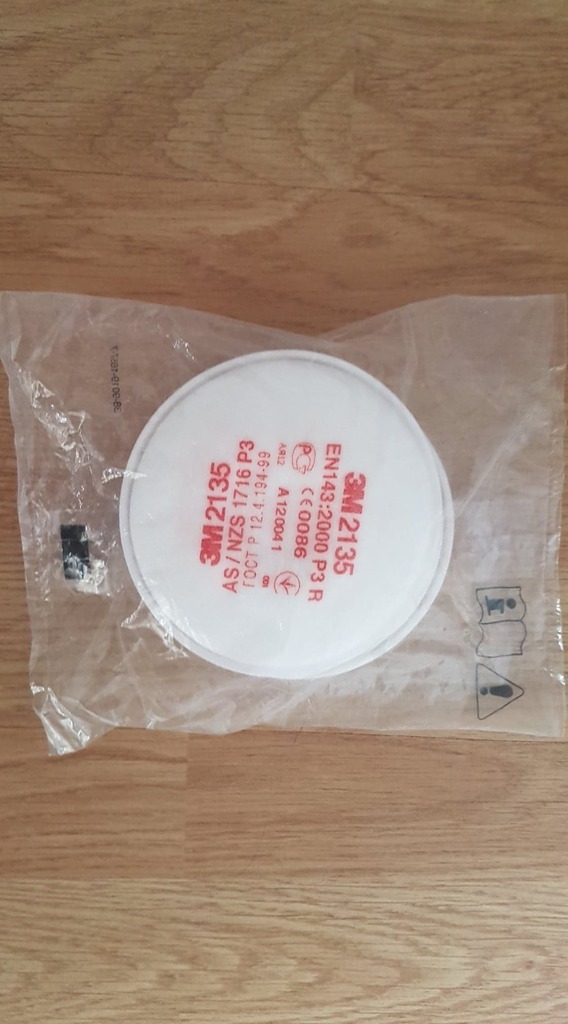 3M 2135
EN143:2000 P3 R
CE 0086
A120041
3M 2135
AS/NZS 1716 P3
ГОСТ Р 12.4.194-99